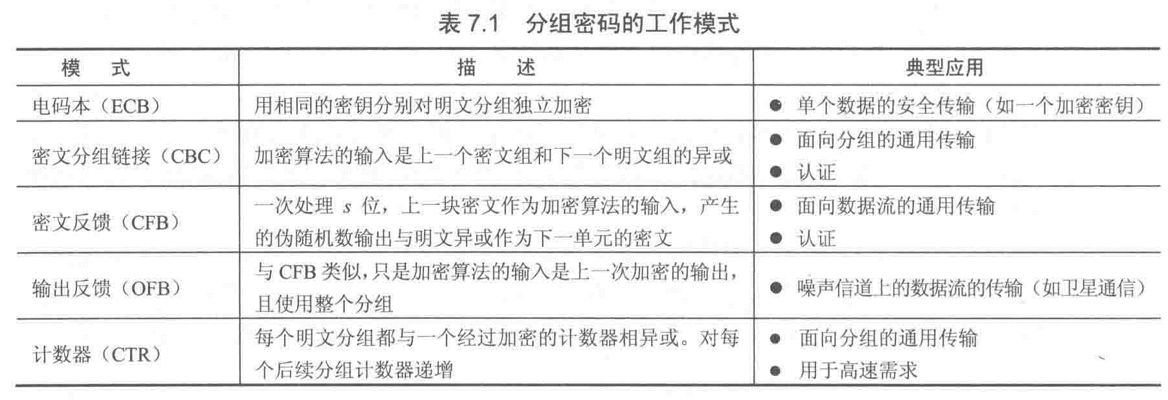 表 7.1 分组密码的工作模式
模 式 描 述 典型应用
电码本（ECB） 用相同的密钥分别对明文分组独立加密 ● 单个数据的安全传输（如一个加密密钥）
密文分组链接（CBC） 加密算法的输入是上一个密文组和下一个明文组的异或 ● 面向分组的通用传输
● 认证
密文反馈（CFB） 一次处理 s 位，上一块密文作为加密算法的输入，产生
的伪随机数输出与明文异或作为下一单元的密文
● 面向数据流的通用传输
● 认证
输出反馈（OFB） 与CFB 类似，只是加密算法的输入是上一次加密的输出，
且使用整个分组
● 噪声信道上的数据流的传输（如卫星通信）
计数器（CTR） 每个明文分组都与一个经过加密的计数器相异或。对每
个后续分组计数器递增
● 面向分组的通用传输
● 用于高速需求